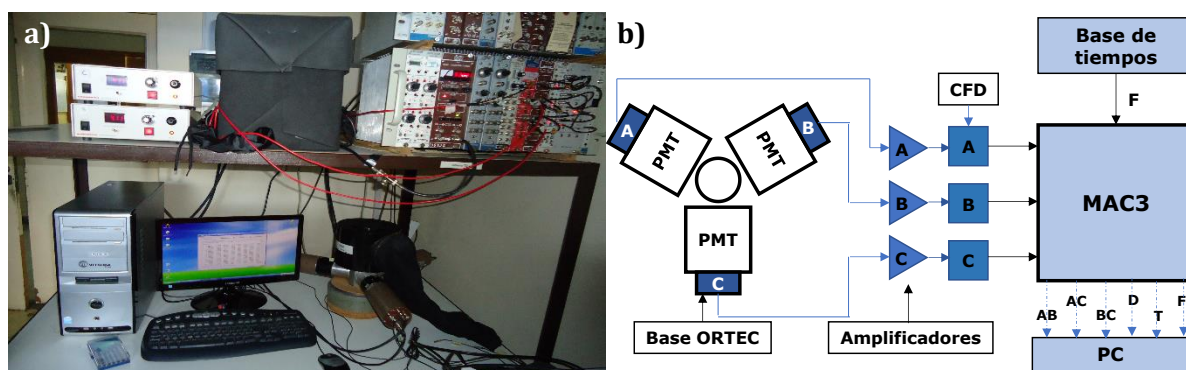 a)
b)
Base de
tiempos
CFD
F
A
B
PMT
PMT
A
A
B
B
MAC3
PMT
C
C
C
AB
AC
BC
D
T
F
Base ORTEC
Amplificadores
PC